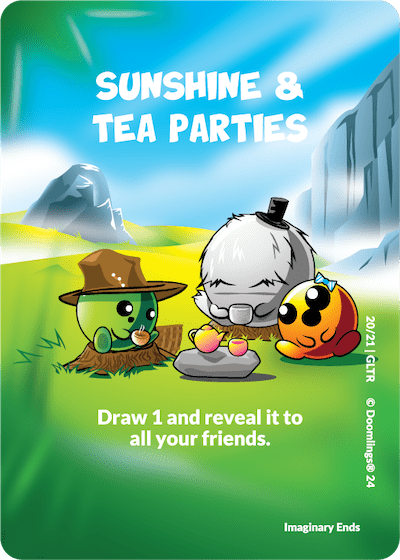 SUNSHINE &
TEA PARTIES
20/21 | GLTR © Doomlings® 24
Draw 1 and reveal it to
all your friends.
Imaginary Ends